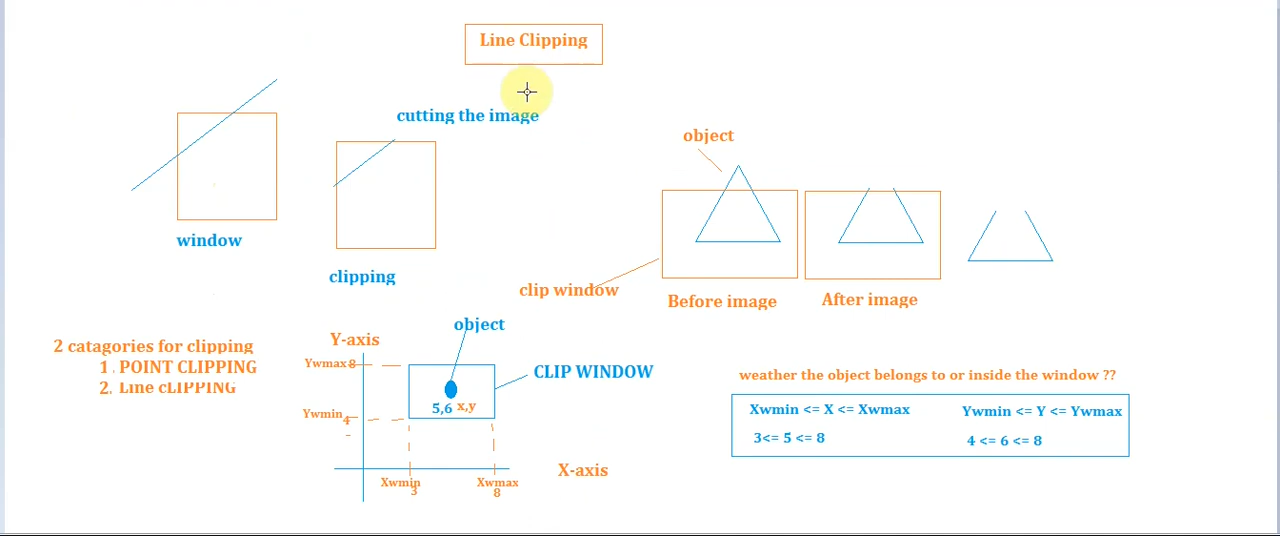 Line Clipping
cutting the image
object
window
clipping
clip window
Before image
After image
2 catagories for clipping
1. POINT CLIPPING
2. Line cLIPPING
object
Y-axis
Ywmax 8
CLIP WINDOW
5,6 x,y
Ywmin 4
X-axis
Xwmin 3
Xwmax 8
weather the object belongs to or inside the window ??
Xwmin <= X <= Xwmax
Ywmin <= Y <= Ywmax
3<= 5 <= 8
4 <= 6 <= 8